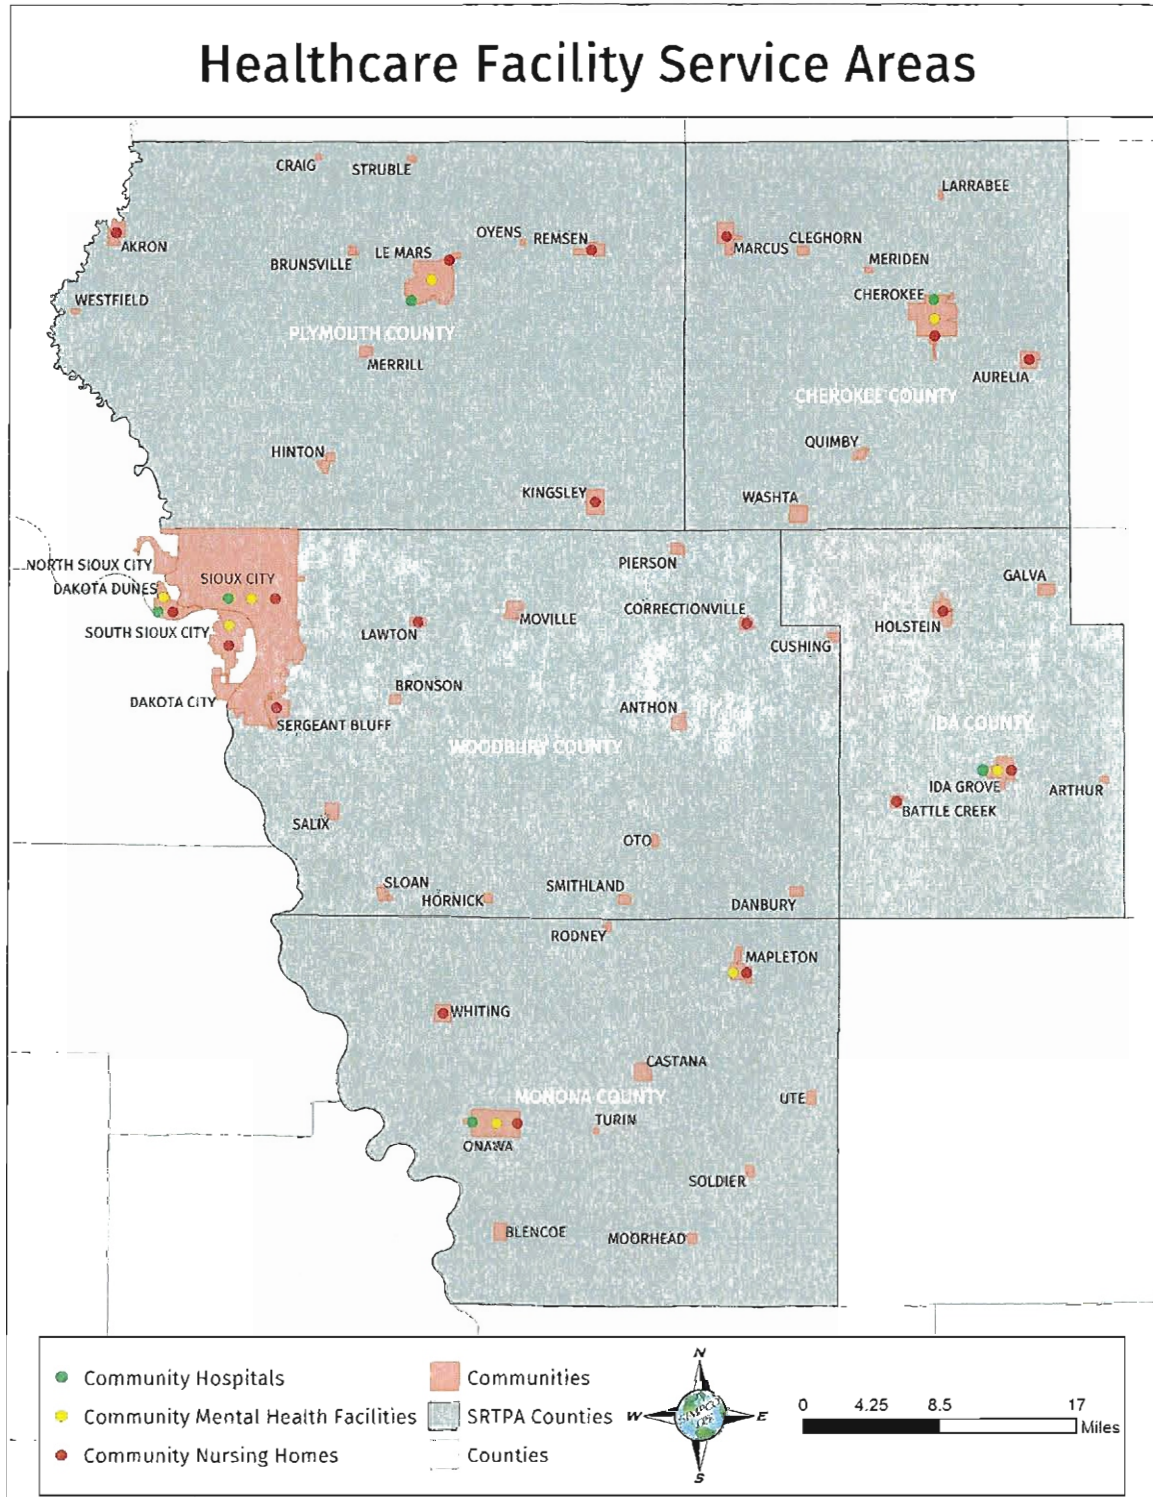 Healthcare Facility Service Areas
CRAIG
STRUBLE
LARRABEE
AKRON
OYENS
REMSEN
LE MARS
BRUNSVILLE
MARCUS
CLEGHORN
MERIDEN
WESTFIELD
CHEROKEE
PLYMOUTH COUNTY
MERRILL
AURELIA
CHEROKEE COUNTY
HINTON
QUIMBY
KINGSLEY
WASHTA
NORTH SIOUX CITY
PIERSON
SIOUX CITY
GALVA
DAKOTA DUNES
CORRECTIONVILLE
MOVILLE
SOUTH SIOUX CITY
LAWTON
HOLSTEIN
CUSHING
BRONSON
DAKOTA CITY
ANTHON
SERGEANT BLUFF
IDA COUNTY
WOODBURY COUNTY
IDA GROVE
ARTHUR
BATTLE CREEK
SALIX
OTO
SLOAN
HORNICK
SMITHLAND
DANBURY
RODNEY
MAPLETON
WHITING
CASTANA
MONONA COUNTY
UTE
TURIN
ONAWA
SOLDIER
BLENCOE
MOORHEAD
Community Hospitals
Community Mental Health Facilities
Community Nursing Homes
Communities
SRTPA Counties
Counties
N
W
E
S
SIMPCO
0 4.25 8.5 17
Miles